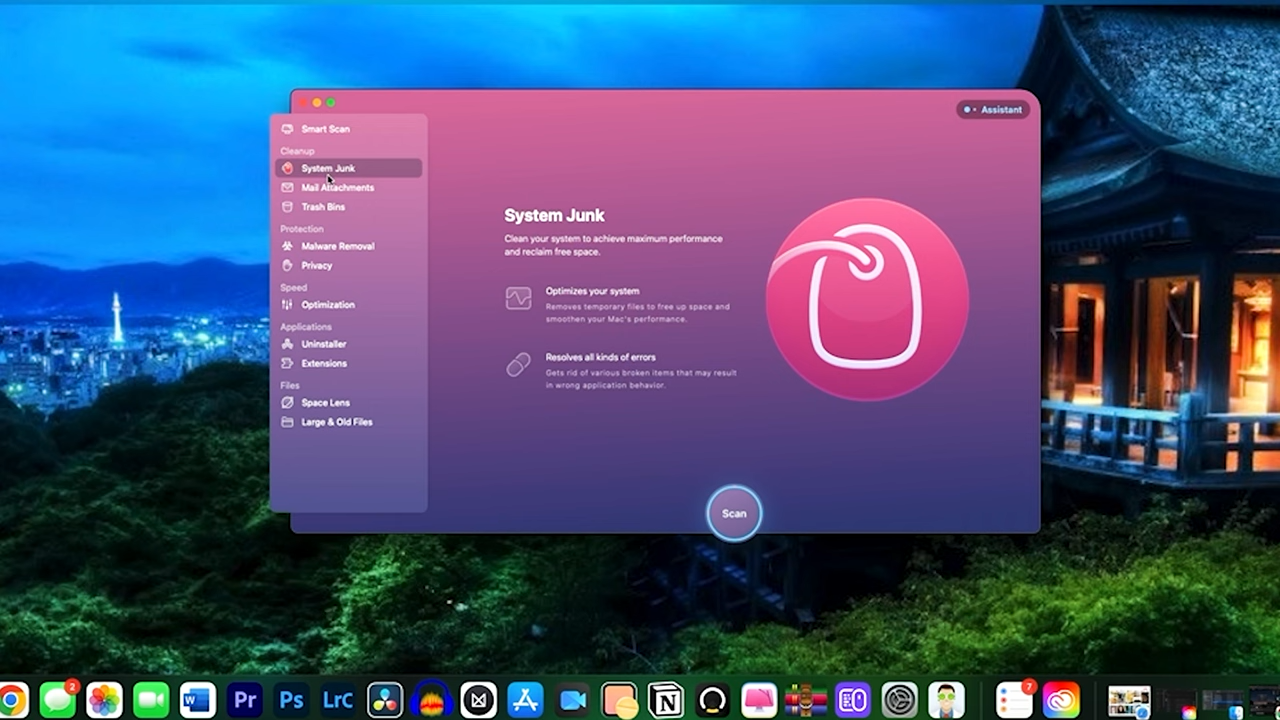 Assistant
Smart Scan
Cleanup
System Junk
Mail Attachments
Trash Bins
Protection
Malware Removal
Privacy
Speed
Optimization
Applications
Uninstaller
Extensions
Files
Space Lens
Large & Old Files
System Junk
Clean your system to achieve maximum performance
and reclaim free space.
Optimizes your system
Removes temporary files to free up space and
smoothen your Mac's performance.
Resolves all kinds of errors
Gets rid of various broken items that may result
in wrong application behavior.
Scan
2
W
Pr
Ps
LrC
N
7